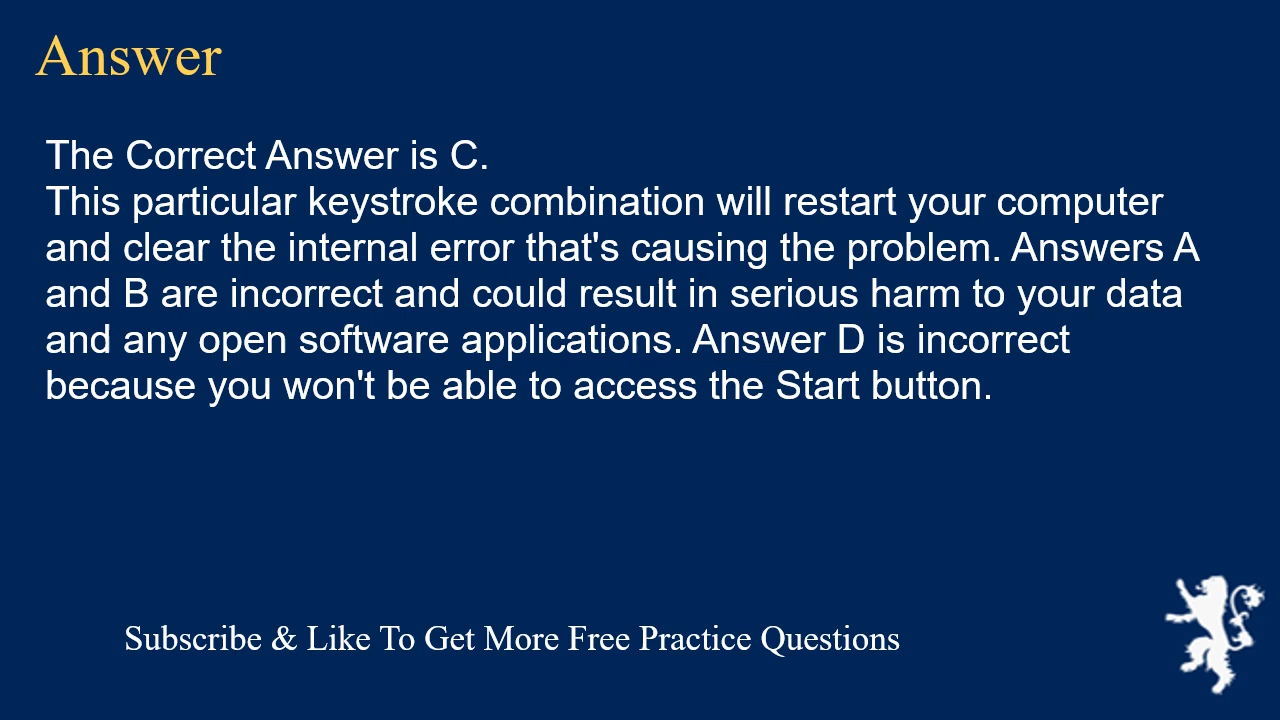 Answer
The Correct Answer is C.
This particular keystroke combination will restart your computer
and clear the internal error that's causing the problem. Answers A
and B are incorrect and could result in serious harm to your data
and any open software applications. Answer D is incorrect
because you won't be able to access the Start button.
Subscribe & Like To Get More Free Practice Questions